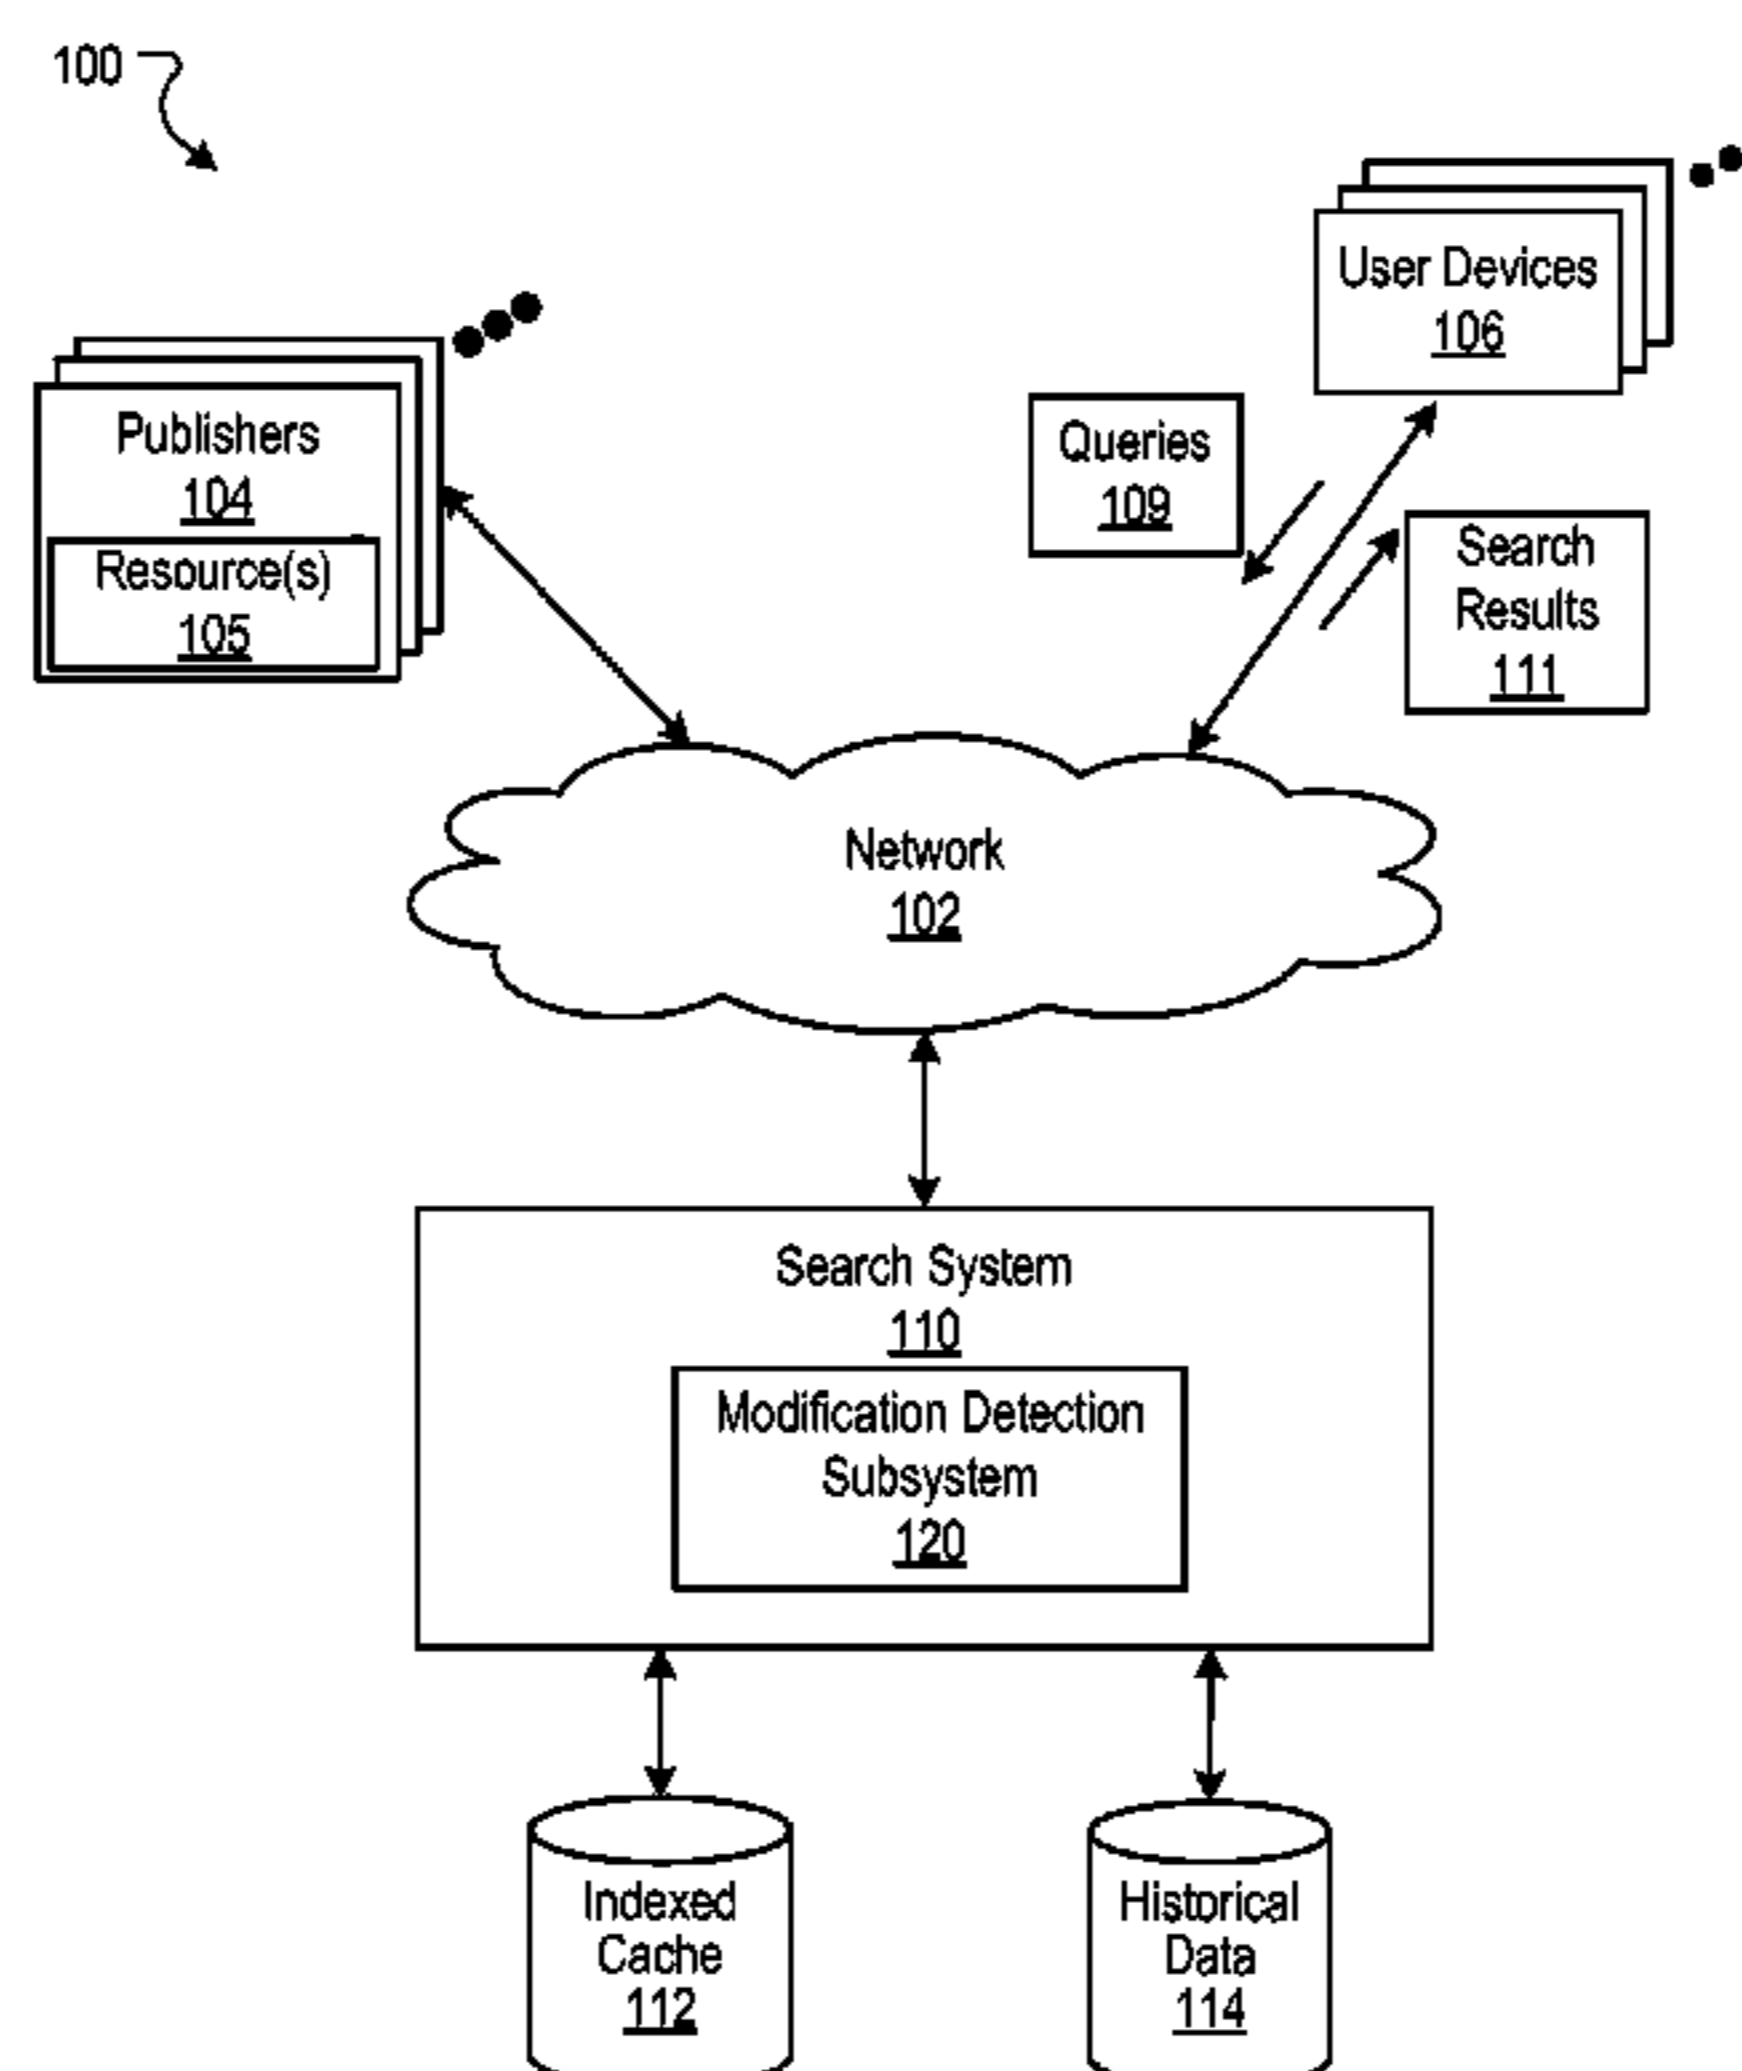 100
User Devices
106
Publishers
104
Resource(s)
105
Queries
109
Search
Results
111
Network
102
Search System
110
Modification Detection
Subsystem
120
Indexed
Cache
112
Historical
Data
114